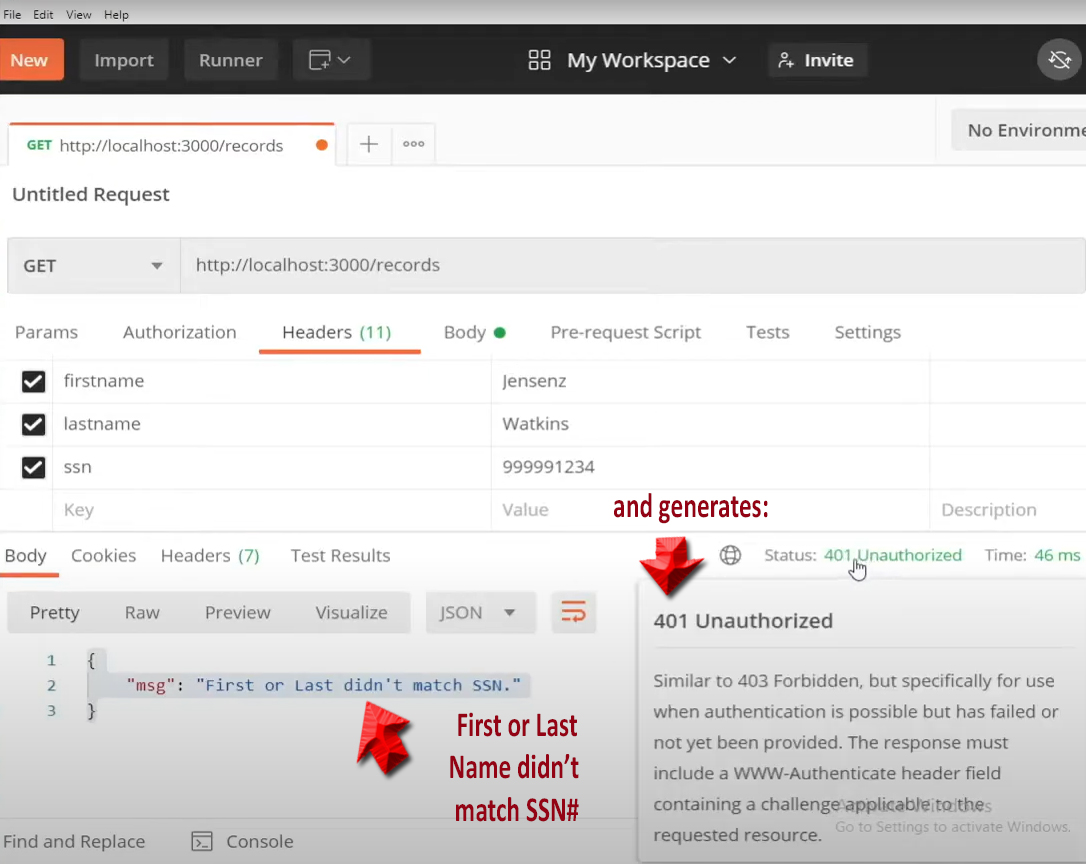 File Edit View Help
New Import Runner My Workspace Invite
GET http://localhost:3000/records
No Environme
Untitled Request
GET http://localhost:3000/records
Params Authorization Headers (11) Body Pre-request Script Tests Settings
firstname Jensenz
lastname Watkins
ssn 999991234
Key Value Description
and generates:
Body Cookies Headers (7) Test Results Status: 401 Unauthorized Time: 46 ms
Pretty Raw Preview Visualize JSON
1 {
2 "msg": "First or Last didn't match SSN."
3 }
First or Last
Name didn't
match SSN#
401 Unauthorized
Similar to 403 Forbidden, but specifically for use
when authentication is possible but has failed or
not yet been provided. The response must
include a WWW-Authenticate header field
containing a challenge applicable to the
requested resource.
Activate Windows
Go to Settings to activate Windows.
Find and Replace Console